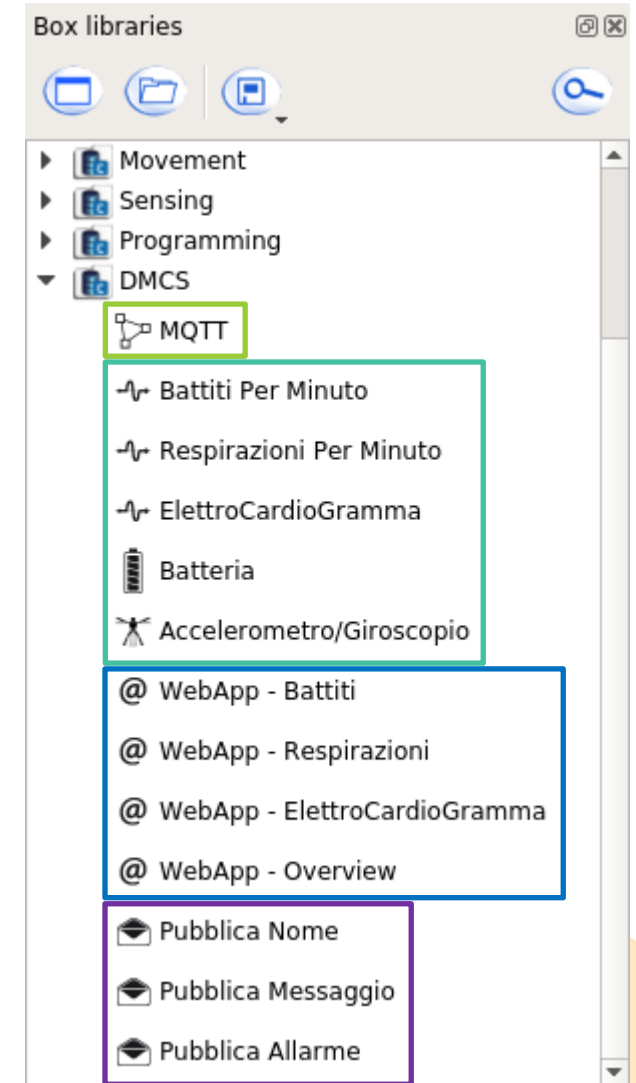 Box libraries
Movement
Sensing
Programming
DMCS
MQTT
Battiti Per Minuto
Respirazioni Per Minuto
ElettroCardioGramma
Batteria
Accelerometro/Giroscopio
@ WebApp - Battiti
@ WebApp - Respirazioni
@ WebApp - ElettroCardioGramma
@ WebApp - Overview
Pubblica Nome
Pubblica Messaggio
Pubblica Allarme